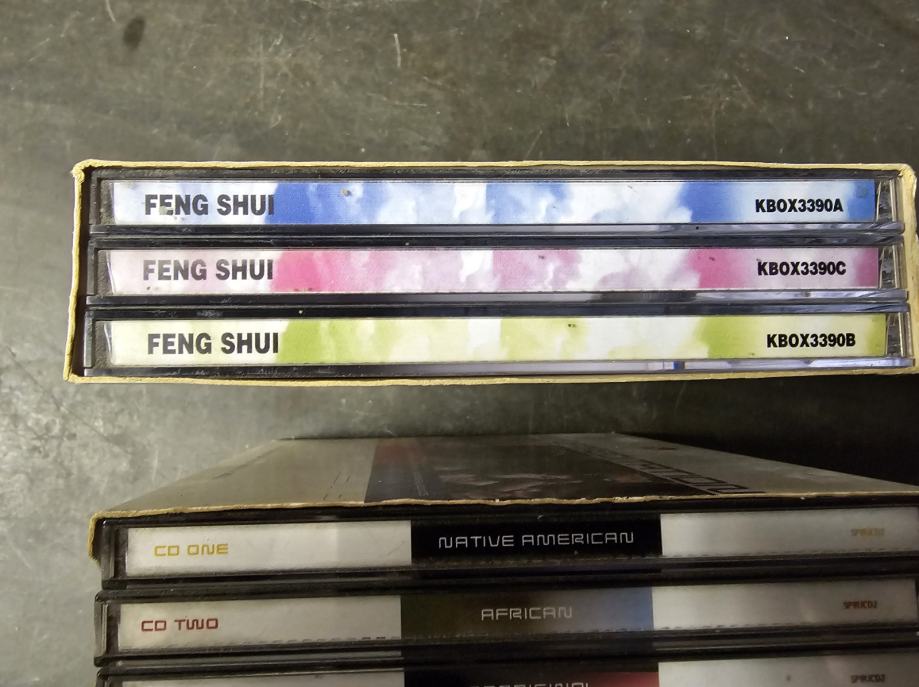 FENG SHUI KBOX3390A
FENG SHUI KBOX3390C
FENG SHUI KBOX3390B
CD ONE NATIVE AMERICAN
CD TWO AFRICAN